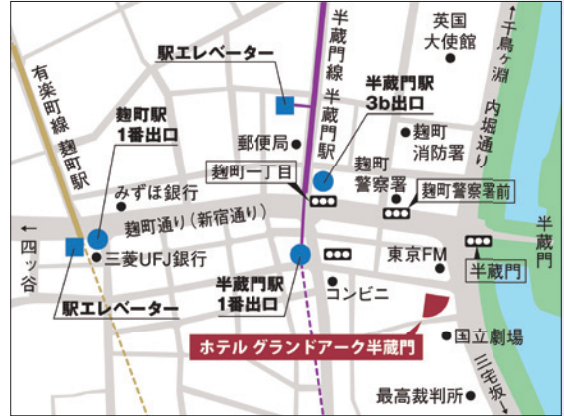 英国
大使館
←千鳥ヶ淵
内堀通り
駅エレベーター
半蔵門線 半蔵門駅
半蔵門駅
3b出口
有楽町線 麹町駅
麹町駅
1番出口
郵便局
麹町
消防署
麹町一丁目
麹町
警察署
麹町警察署前
みずほ銀行
麹町通り（新宿通り）
半蔵門
←四ッ谷
三菱UFJ銀行
東京FM
半蔵門
駅エレベーター
半蔵門駅
1番出口
コンビニ
ホテル グランドアーク半蔵門
国立劇場
三宅坂→
最高裁判所